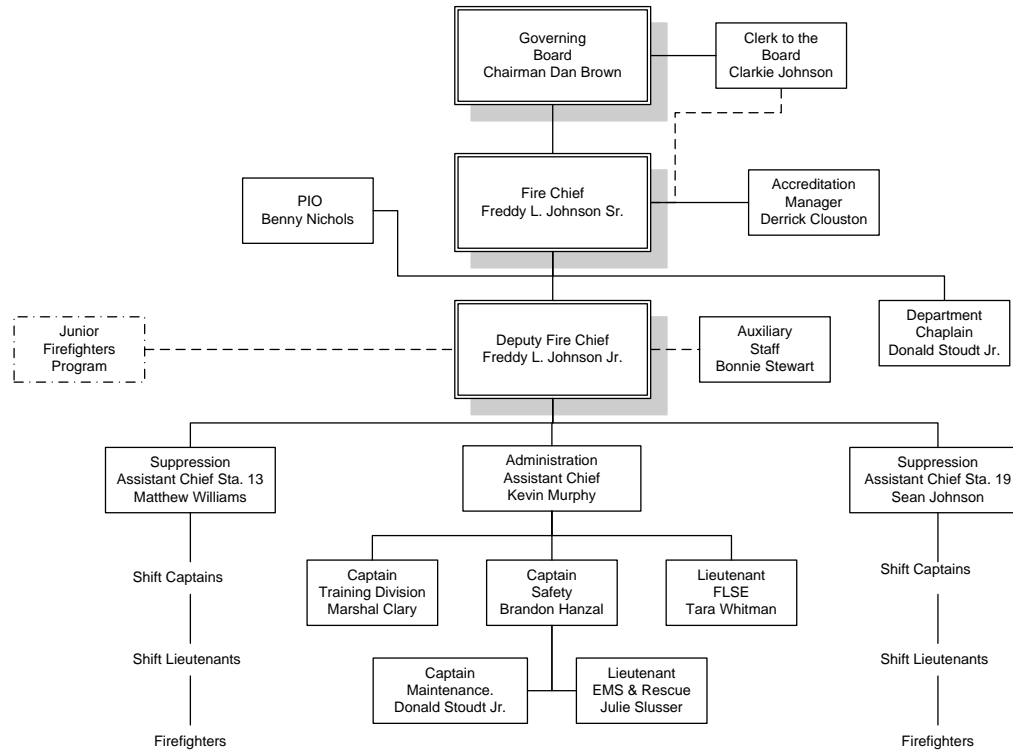 Governing
Board
Chairman Dan Brown
Clerk to the
Board
Clarkie Johnson
Fire Chief
Freddy L. Johnson Sr.
Accreditation
Manager
Derrick Clouston
PIO
Benny Nichols
Department
Chaplain
Donald Stoudt Jr.
Junior
Firefighters
Program
Deputy Fire Chief
Freddy L. Johnson Jr.
Auxiliary
Staff
Bonnie Stewart
Suppression
Assistant Chief Sta. 13
Matthew Williams
Administration
Assistant Chief
Kevin Murphy
Suppression
Assistant Chief Sta. 19
Sean Johnson
Shift Captains
Shift Lieutenants
Firefighters
Captain
Training Division
Marshal Clary
Captain
Safety
Brandon Hanzal
Lieutenant
FLSE
Tara Whitman
Captain
Maintenance.
Donald Stoudt Jr.
Lieutenant
EMS & Rescue
Julie Slusser
Shift Captains
Shift Lieutenants
Firefighters